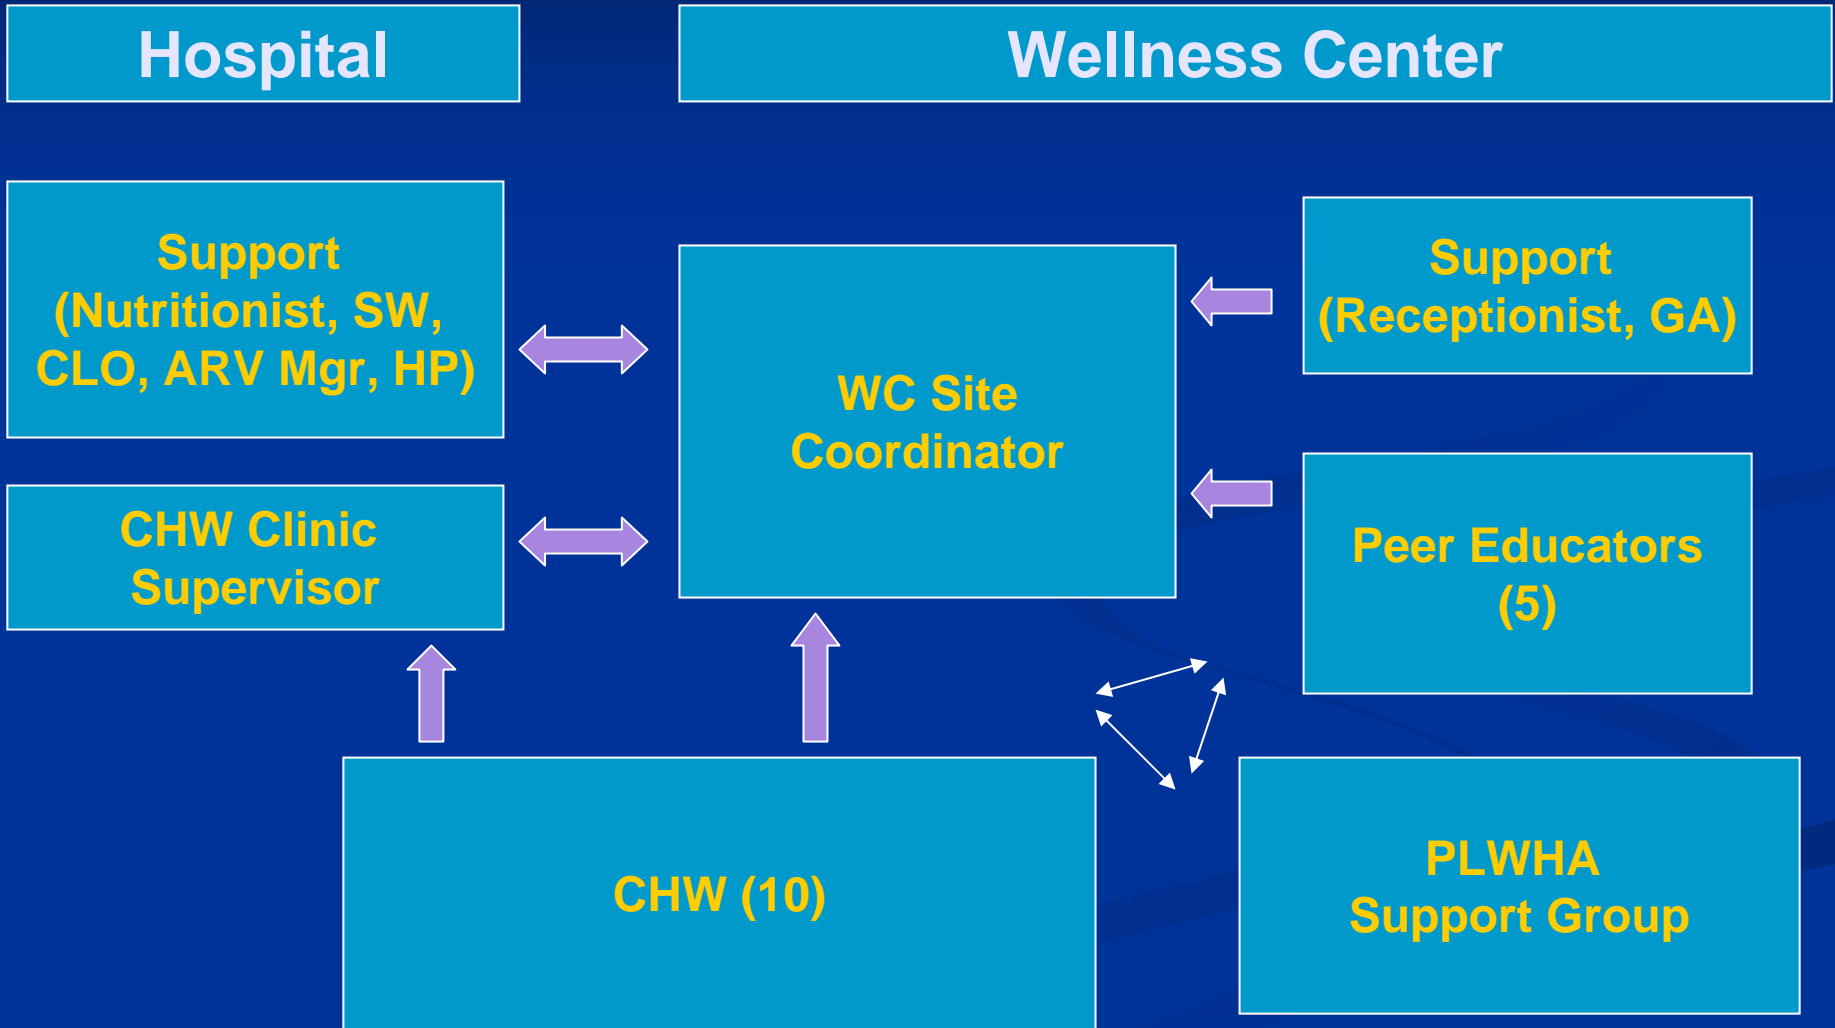 Hospital
Wellness Center
Support
(Nutritionist, SW,
CLO, ARV Mgr, HP)
CHW Clinic
Supervisor
WC Site
Coordinator
Support
(Receptionist, GA)
Peer Educators
(5)
CHW (10)
PLWHA
Support Group